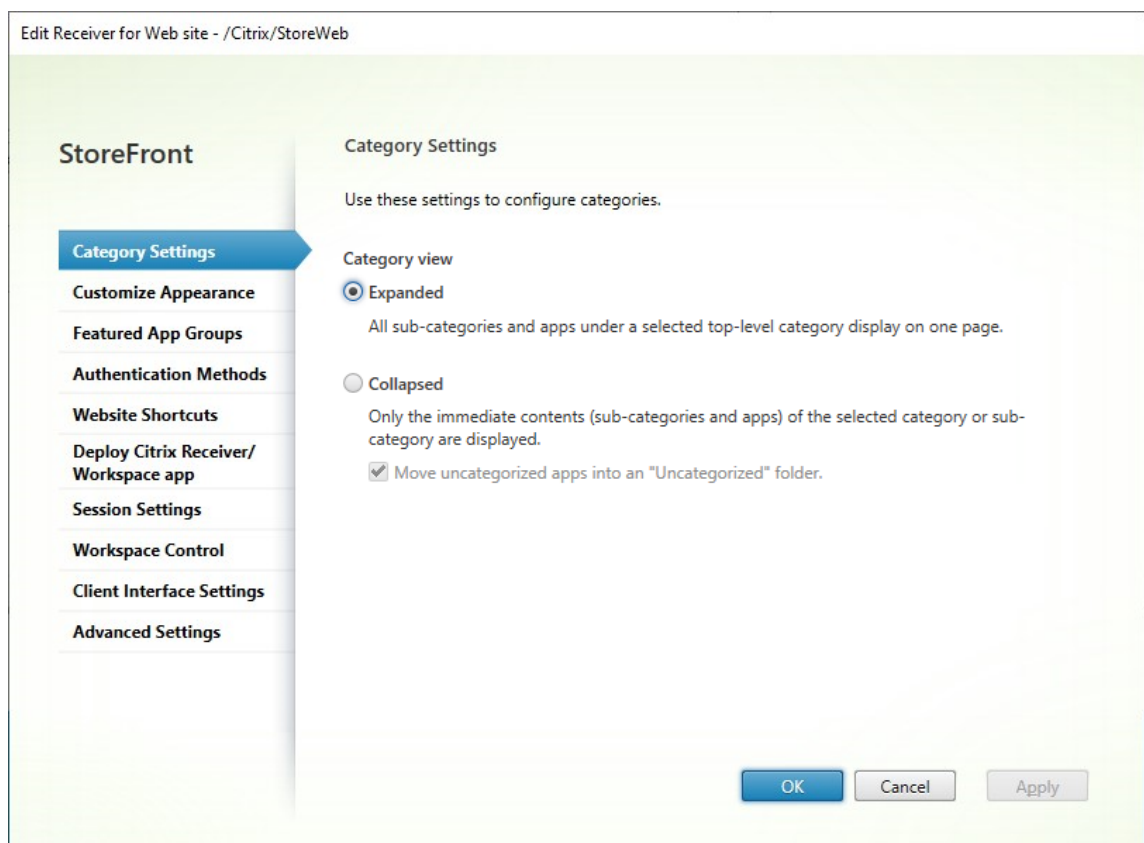 Edit Receiver for Web site - /Citrix/StoreWeb
StoreFront
Category Settings
Customize Appearance
Featured App Groups
Authentication Methods
Website Shortcuts
Deploy Citrix Receiver/
Workspace app
Session Settings
Workspace Control
Client Interface Settings
Advanced Settings
Category Settings
Use these settings to configure categories.
Category view
Expanded
All sub-categories and apps under a selected top-level category display on one page.
Collapsed
Only the immediate contents (sub-categories and apps) of the selected category or sub-
category are displayed.
Move uncategorized apps into an "Uncategorized" folder.
OK
Cancel
Apply